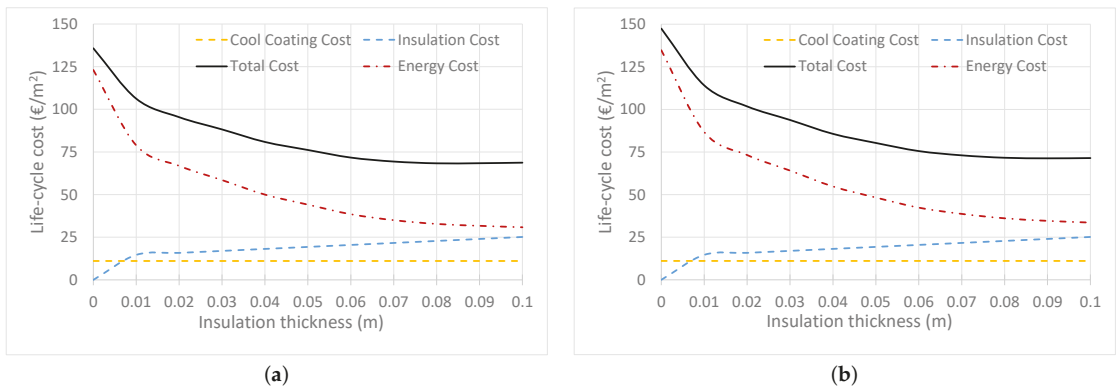 150
125
100
75
50
25
0
Life-cycle cost (€/m²)
Cool Coating Cost
Insulation Cost
Total Cost
Energy Cost
0 0.01 0.02 0.03 0.04 0.05 0.06 0.07 0.08 0.09 0.1
Insulation thickness (m)
(a)
150
125
100
75
50
25
0
Life-cycle cost (€/m²)
Cool Coating Cost
Insulation Cost
Total Cost
Energy Cost
0 0.01 0.02 0.03 0.04 0.05 0.06 0.07 0.08 0.09 0.1
Insulation thickness (m)
(b)